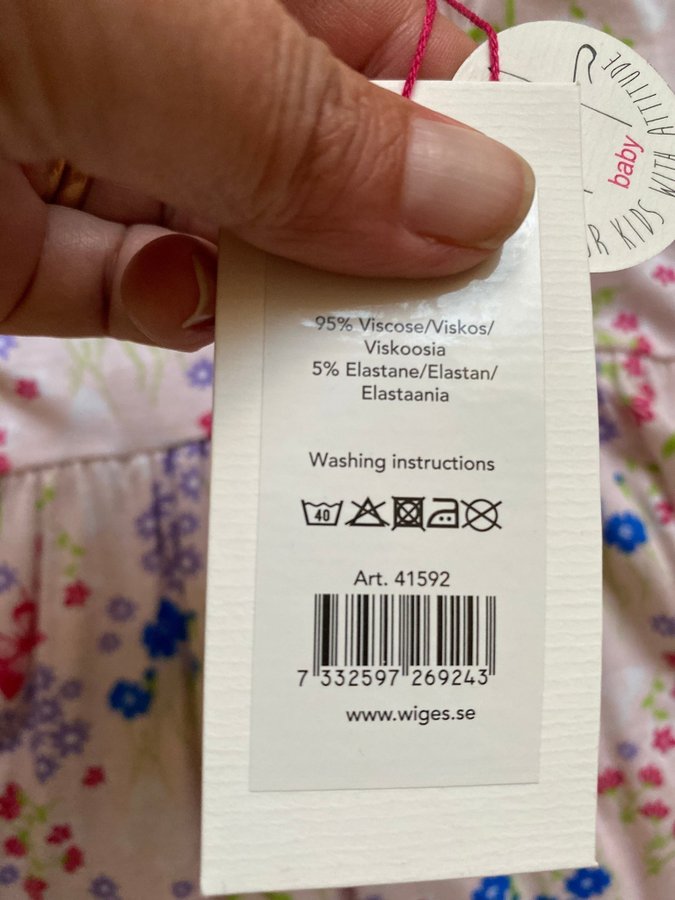 WITH ATTITUDE
baby
R KIDS
95% Viscose/Viskos/
Viskoosia
5% Elastane/Elastan/
Elastaania
Washing instructions
40
Art. 41592
7 332597 269243
www.wiges.se